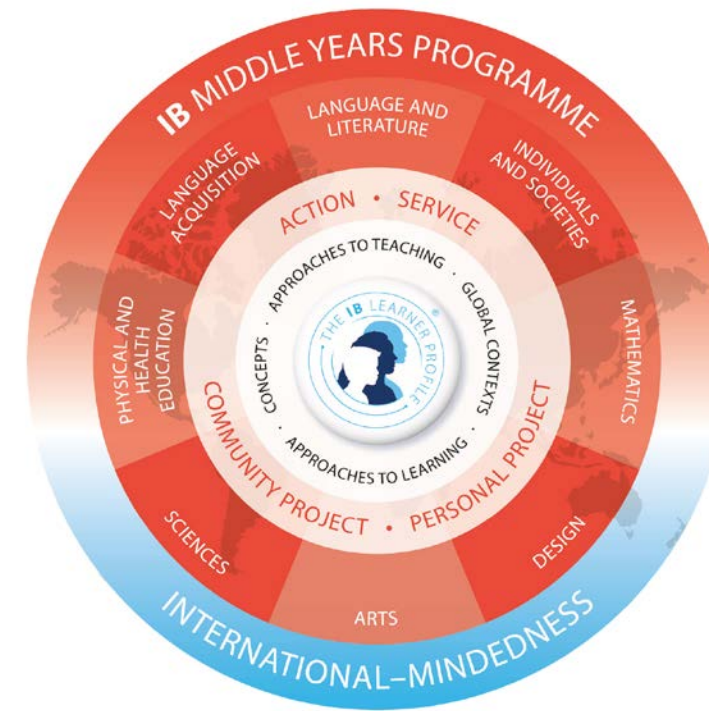 IB MIDDLE YEARS PROGRAMME
LANGUAGE AND
LITERATURE
INDIVIDUALS
AND SOCIETIES
MATHEMATICS
DESIGN
ARTS
SCIENCES
PHYSICAL AND
HEALTH
EDUCATION
LANGUAGE
ACQUISITION
ACTION • SERVICE
COMMUNITY PROJECT • PERSONAL PROJECT
APPROACHES TO TEACHING · GLOBAL CONTEXTS
· APPROACHES TO LEARNING · CONCEPTS ·
• THE IB LEARNER PROFILE • ®
INTERNATIONAL–MINDEDNESS